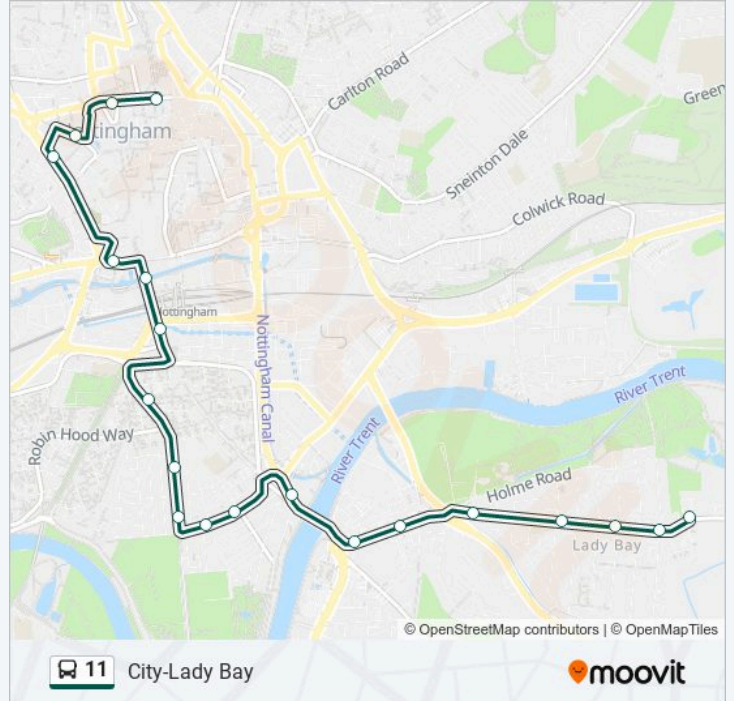 Carlton Road
Green
ttingham
Sneinton Dale
Colwick Road
ottingham
Nottingham Canal
River Trent
Robin Hood Way
River Trent
Holme Road
Lady Bay
© OpenStreetMap contributors | © OpenMapTiles
11 City-Lady Bay
moovit